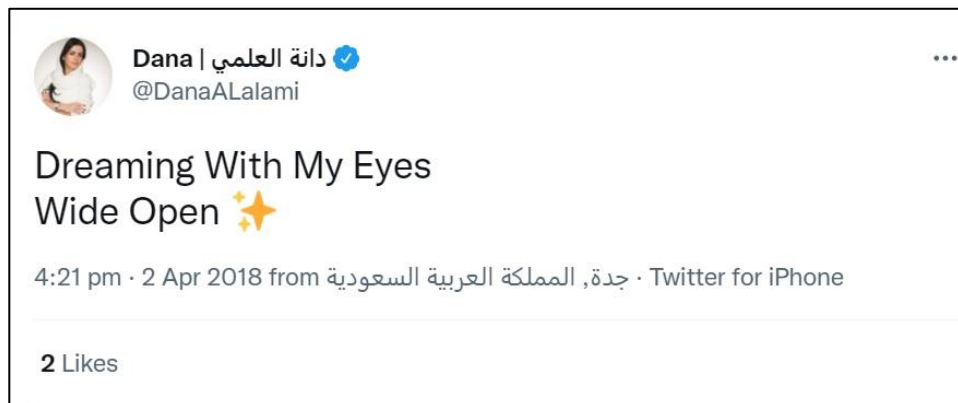 Dana | دانة العلمي
@DanaALalami
Dreaming With My Eyes
Wide Open ✨
4:21 pm · 2 Apr 2018 from جدة, المملكة العربية السعودية · Twitter for iPhone
2 Likes